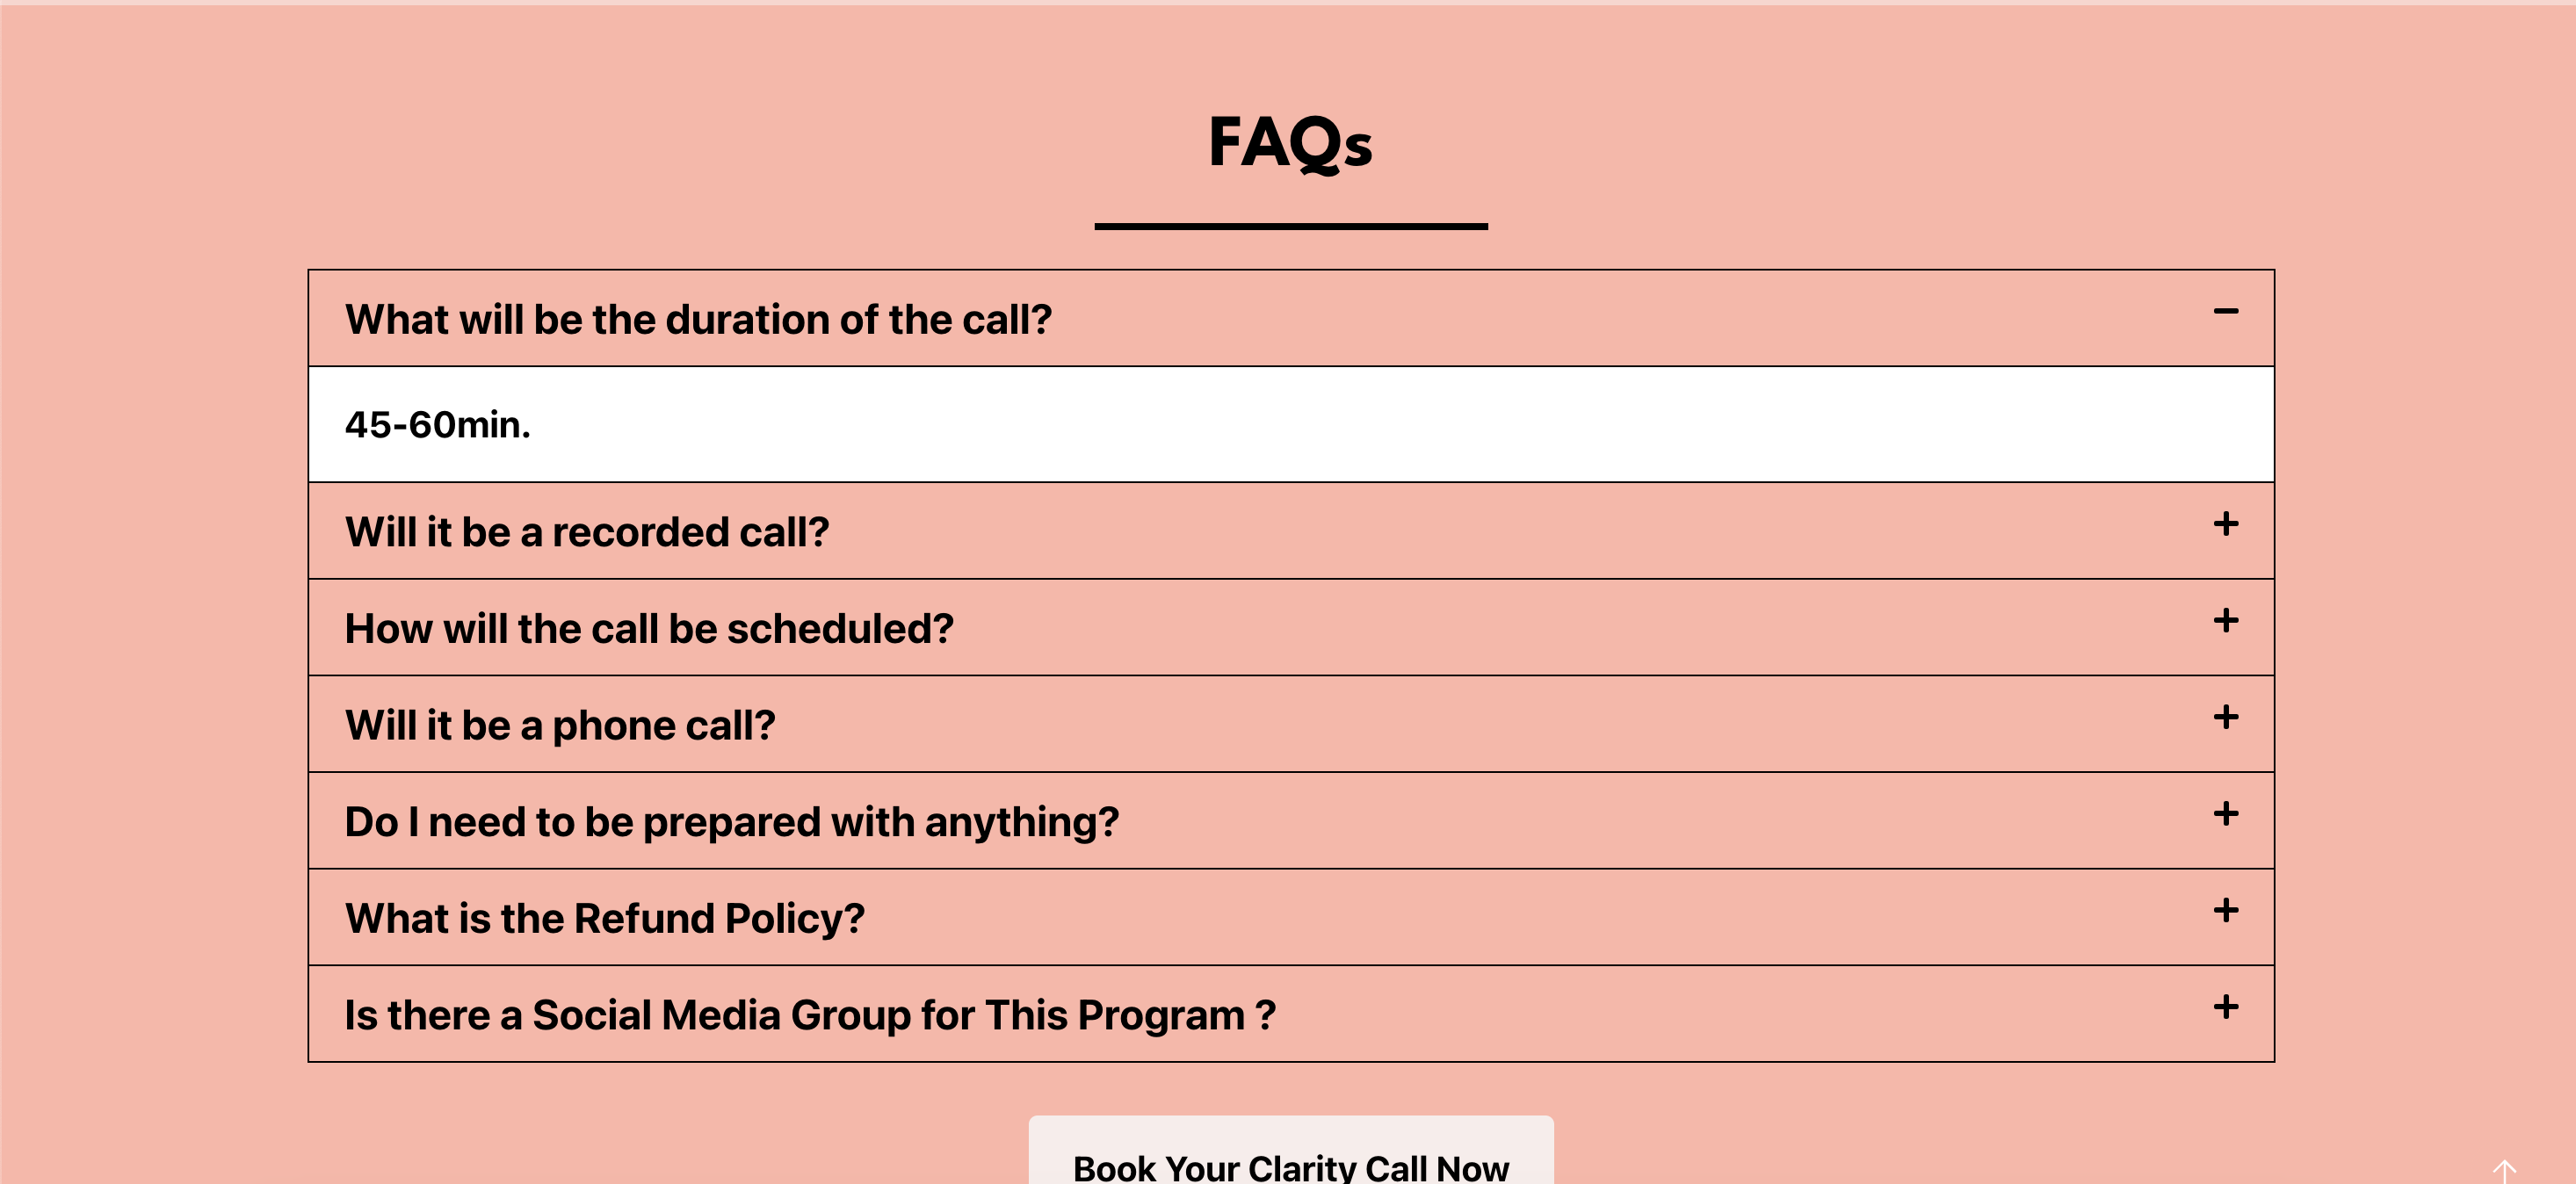 FAQs
What will be the duration of the call?
45-60min.
Will it be a recorded call?
How will the call be scheduled?
Will it be a phone call?
Do I need to be prepared with anything?
What is the Refund Policy?
Is there a Social Media Group for This Program ?
Book Your Clarity Call Now